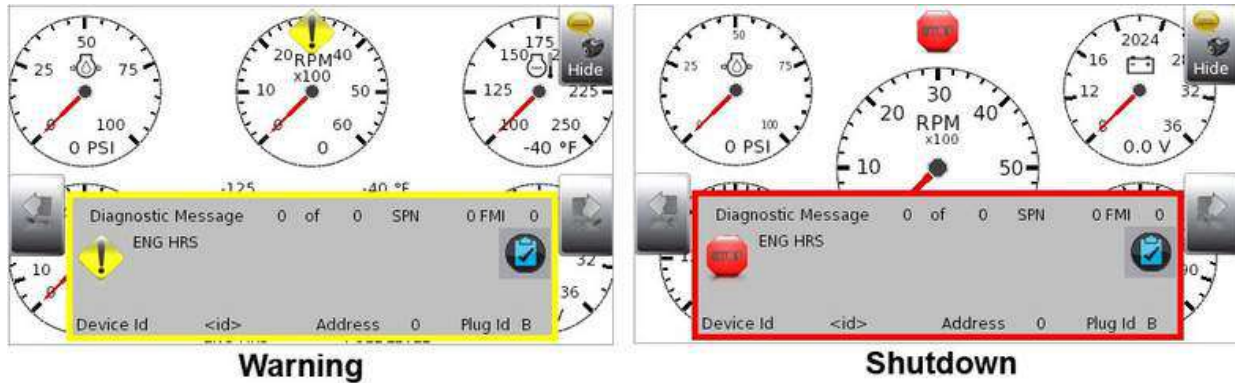 50
25
75
0
100
0 PSI
20
40
RPM
x100
10
50
0
60
0
175
150
125
225
100
250
-40 °F
Hide
-125
-40 °F
10
0
32
36
Diagnostic Message 0 of 0 SPN 0 FMI 0
ENG HRS
Device Id <id> Address 0 Plug Id B
Warning
50
25
75
0
100
0 PSI
STOP
30
20
40
RPM
x100
10
50
2024
16
12
32
0
36
0.0 V
Hide
90
Diagnostic Message 0 of 0 SPN 0 FMI 0
STOP
ENG HRS
Device Id <id> Address 0 Plug Id B
Shutdown